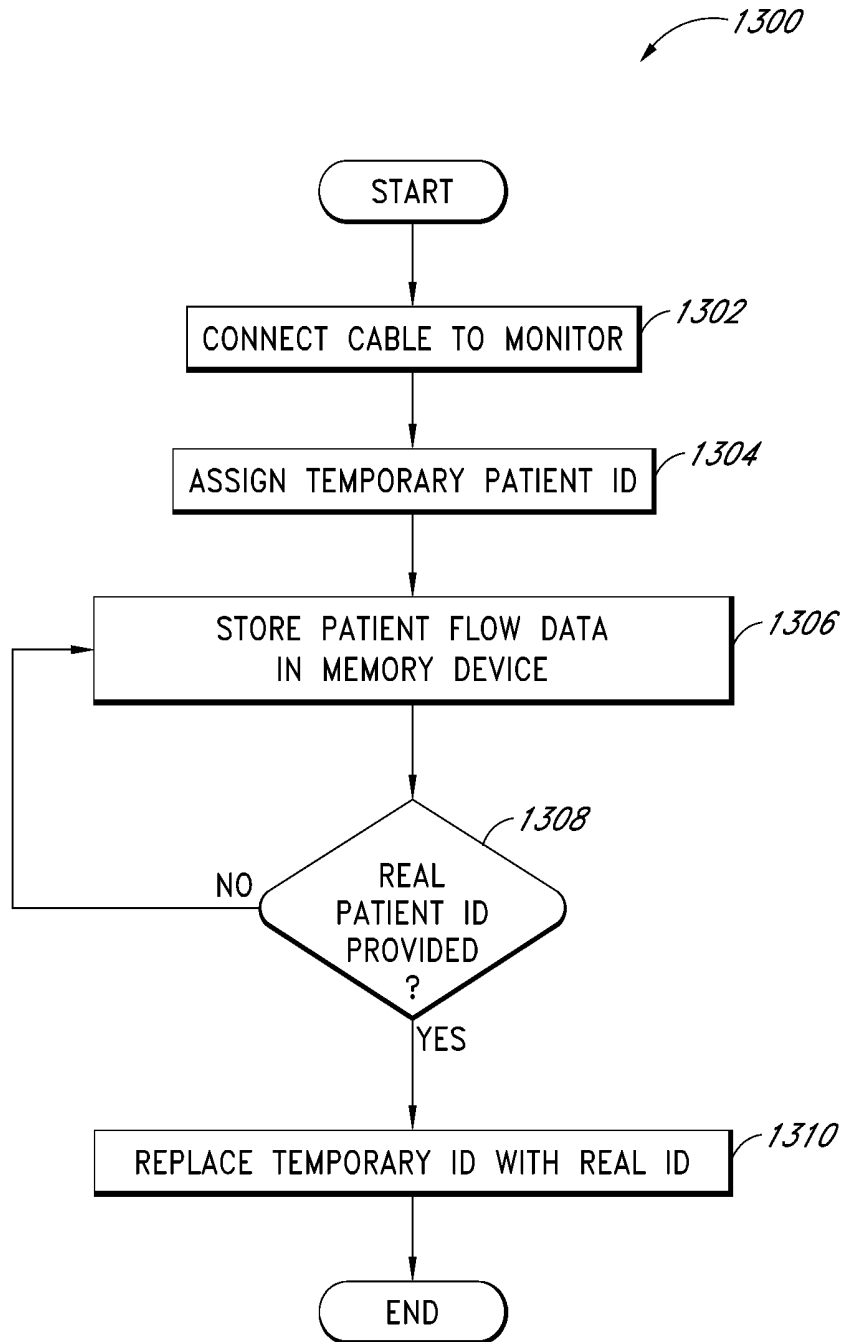 1300
START
CONNECT CABLE TO MONITOR
1302
ASSIGN TEMPORARY PATIENT ID
1304
STORE PATIENT FLOW DATA
IN MEMORY DEVICE
1306
REAL
PATIENT ID
PROVIDED
?
1308
NO
YES
REPLACE TEMPORARY ID WITH REAL ID
1310
END